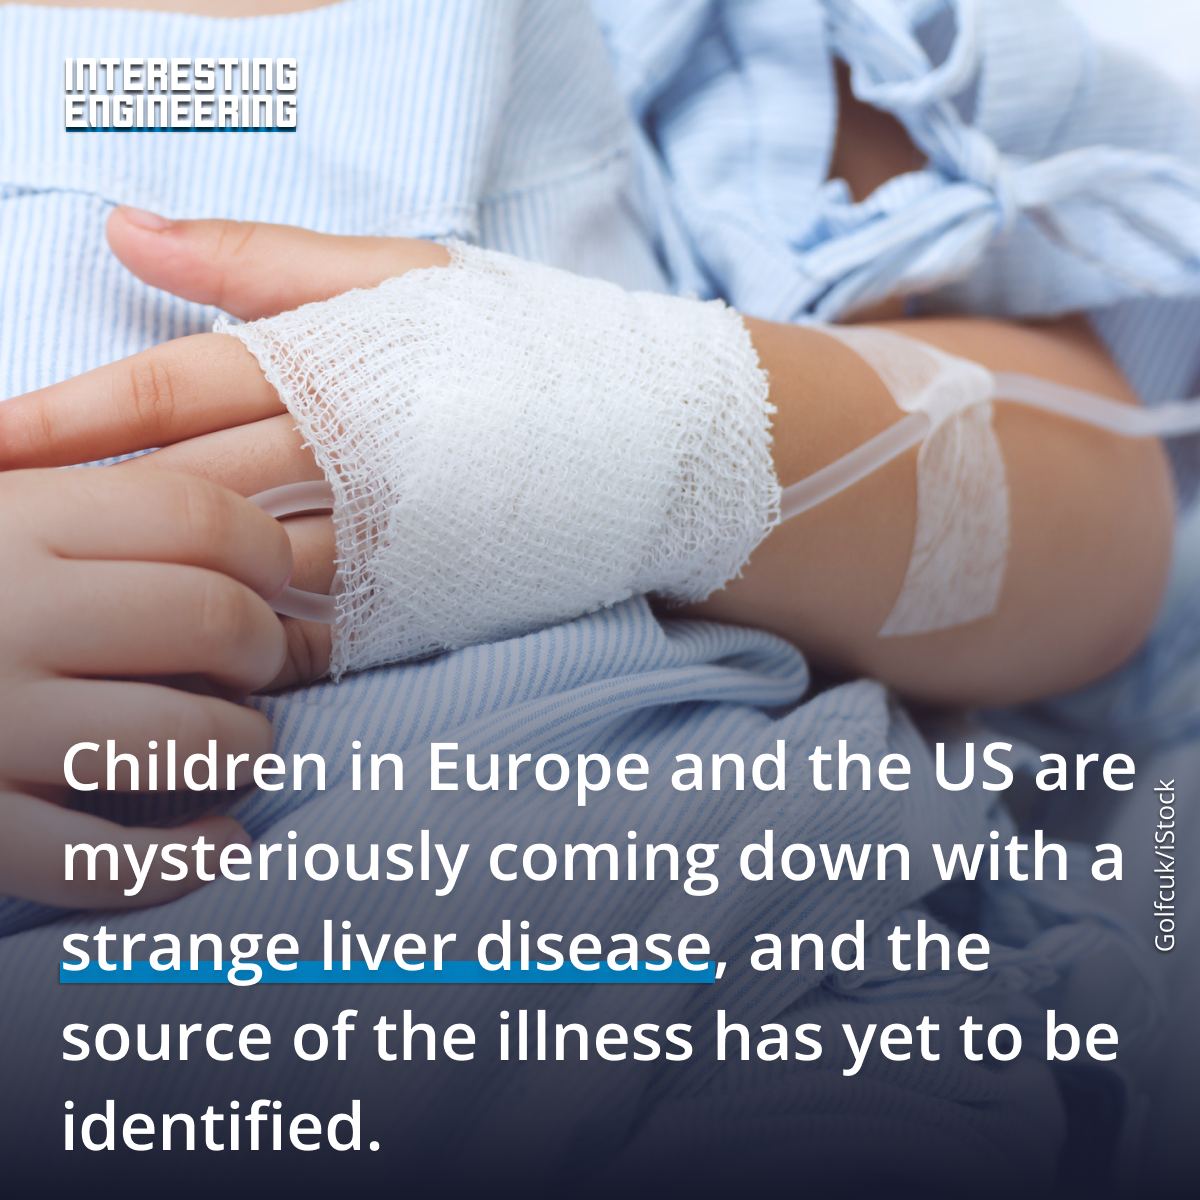 INTERESTING
ENGINEERING
Children in Europe and the US are
mysteriously coming down with a
strange liver disease, and the
source of the illness has yet to be
identified.
Golfcuk/iStock